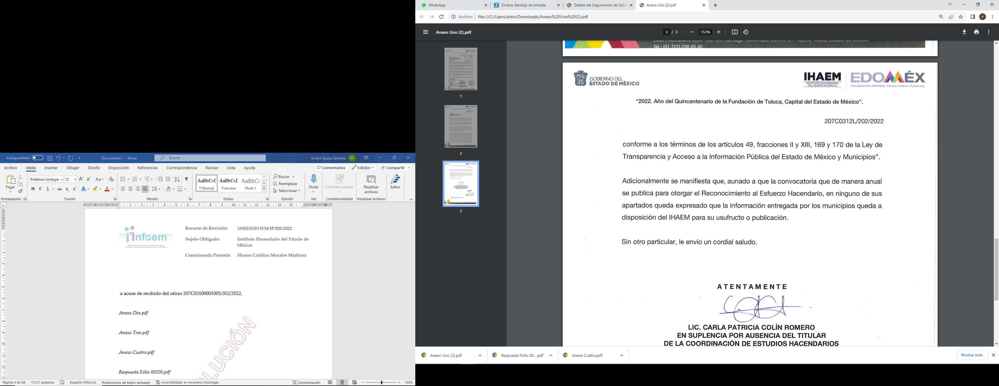 Autoguardado
Documento1 - Word
Buscar
Evelyn Souza Santana
ES
Archivo Inicio Insertar Dibujar Diseño Disposición Referencias Correspondencia Revisar Vista Ayuda
Comentarios Edición Compartir
Pegar
Palatino Linotype 12
N K S ab x₂ x²
AaBbCcI AaBbCcI AaBbCc
¶ Normal Francesa Título 1
Buscar
Reemplazar
Seleccionar
Dictar
Confidencialidad
Reutilizar archivos
Editor
Portapapeles Fuente Párrafo Estilos Edición Voz Confidencialidad Reutilizar archivos
infoem
Recurso de Revisión: 16952/INFOEM/IP/RR/2022
Sujeto Obligado: Instituto Hacendario del Estado de
México
Comisionada Ponente: Sharon Cristina Morales Martínez
a acuse de recibido del oficio 207C0310000100S/352/2022,
Anexo Dos.pdf
Anexo Tres.pdf
Anexo Cuatro.pdf
Respuesta Folio 00105.pdf
OLUCIÓN
Página 4 de 68 15127 palabras Español (México) Predicciones de texto: activado Accesibilidad: es necesario investigar Concentración 100%
WhatsApp
Zimbra: Bandeja de entrada
Detalle del Seguimiento de Solic
Anexo Uno (2).pdf
Archivo file:///C:/Users/arkin/Downloads/Anexo%20Uno%20(2).pdf
e
Anexo Uno (2).pdf
3 / 3
152%
1
2
3
Tel.: (01 722) 236 05 40
GOBIERNO DEL
ESTADO DE MÉXICO
IHAEM
INSTITUTO HACENDARIO
DEL ESTADO DE MÉXICO
EDOMÉX
DECISIONES FIRMES, RESULTADOS FUERTES.
“2022. Año del Quincentenario de la Fundación de Toluca, Capital del Estado de México”.
207C0312L/202/2022
conforme a los términos de los artículos 49, fracciones II y XIII, 169 y 170 de la Ley de
Transparencia y Acceso a la Información Pública del Estado de México y Municipios”.
Adicionalmente se manifiesta que, aunado a que la convocatoria que de manera anual
se publica para otorgar el Reconocimiento al Esfuerzo Hacendario, en ninguno de sus
apartados queda expresado que la información entregada por los municipios queda a
disposición del IHAEM para su usufructo o publicación.
Sin otro particular, le envío un cordial saludo.
ATENTAMENTE
LIC. CARLA PATRICIA COLÍN ROMERO
EN SUPLENCIA POR AUSENCIA DEL TITULAR
DE LA COORDINACIÓN DE ESTUDIOS HACENDARIOS
Anexo Uno (2).pdf
Respuesta Folio 00....pdf
Anexo Cuatro.pdf
Mostrar todo